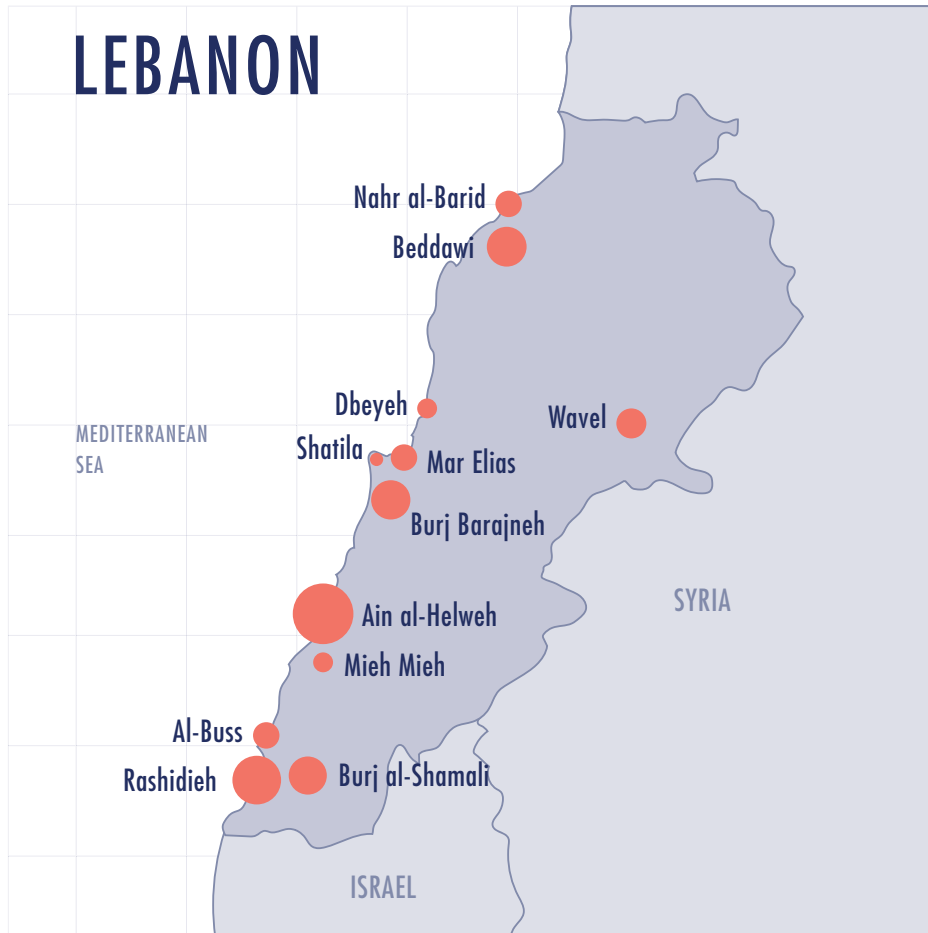 LEBANON
Nahr al-Barid
Beddawi
Dbeyeh
Wavel
MEDITERRANEAN
SEA
Shatila
Mar Elias
Burj Barajneh
SYRIA
Ain al-Helweh
Mieh Mieh
Al-Buss
Rashidieh
Burj al-Shamali
ISRAEL